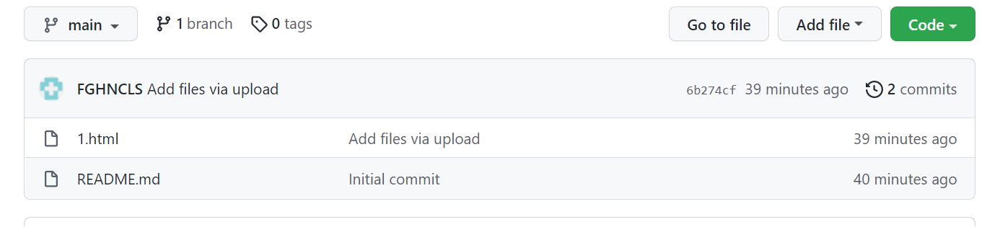 main 1 branch 0 tags Go to file Add file Code
FGHNCLS Add files via upload 6b274cf 39 minutes ago 2 commits
1.html Add files via upload 39 minutes ago
README.md Initial commit 40 minutes ago